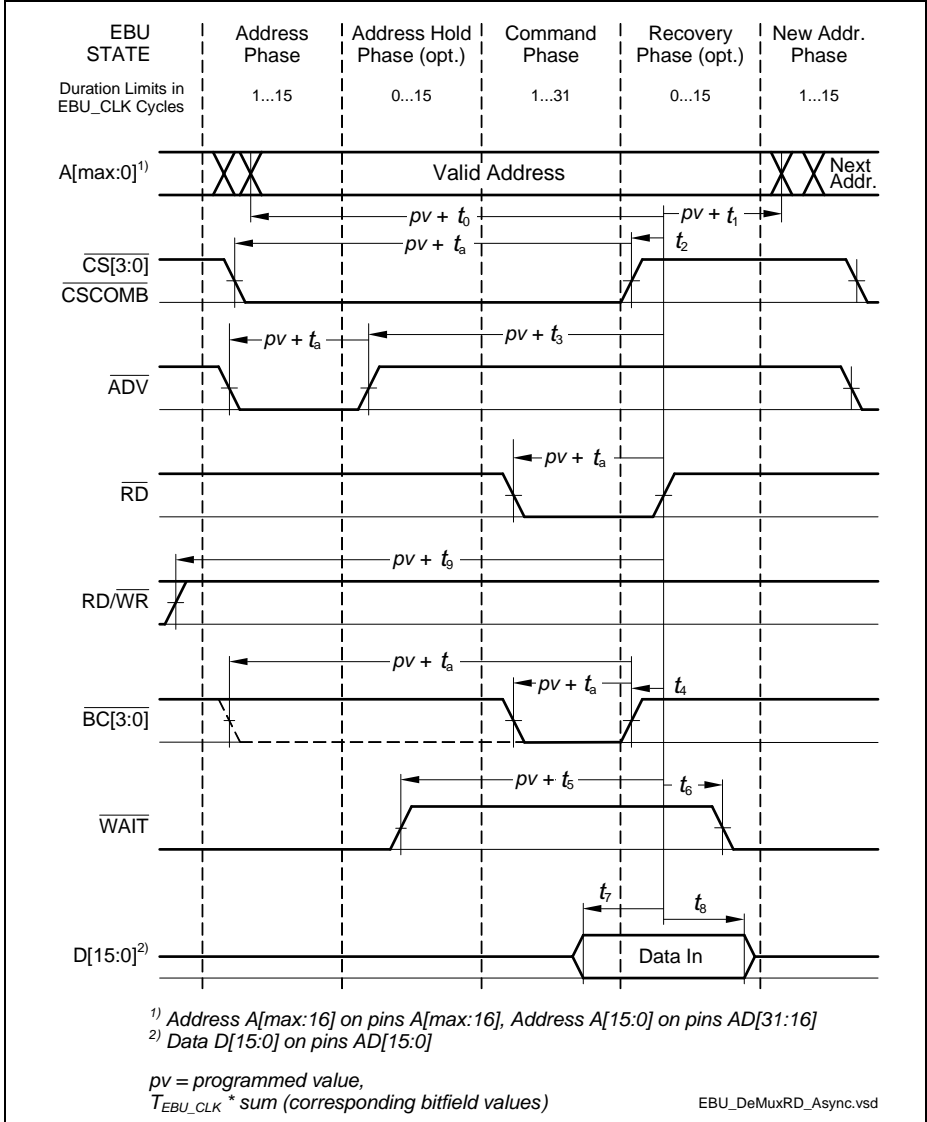 EBU STATE
Address Phase
Address Hold Phase (opt.)
Command Phase
Recovery Phase (opt.)
New Addr. Phase
Duration Limits in EBU_CLK Cycles
1...15
0...15
1...31
0...15
1...15
A[max:0]1)
Valid Address
Next Addr.
pv + t0
pv + t1
pv + ta
t2
CS[3:0]
CSCOMB
pv + ta
pv + t3
ADV
pv + ta
RD
pv + t9
RD/WR
pv + ta
pv + ta
t4
BC[3:0]
pv + t5
t6
WAIT
t7
t8
D[15:0]2)
Data In
1) Address A[max:16] on pins A[max:16], Address A[15:0] on pins AD[31:16]
2) Data D[15:0] on pins AD[15:0]
pv = programmed value,
TEBU_CLK * sum (corresponding bitfield values)
EBU_DeMuxRD_Async.vsd